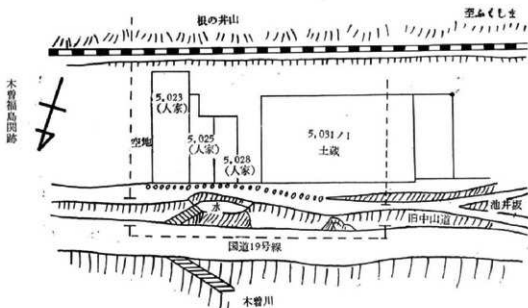 根の井山
至ふくしま
木曽福島関跡
5,023
(人家)
空地
5,025
(人家)
5,028
(人家)
5,031ノ1
土蔵
水
池井坂
旧中山道
国道19号線
木曽川